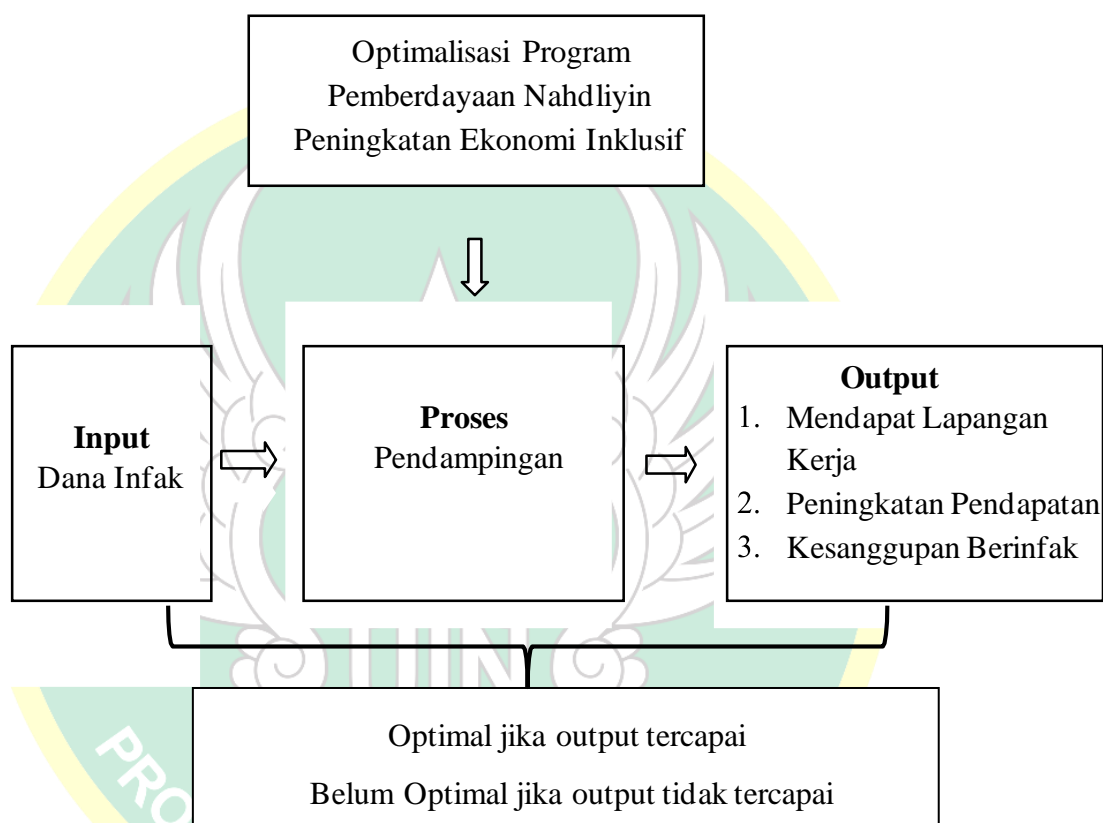 Optimalisasi Program
Pemberdayaan Nahdliyin
Peningkatan Ekonomi Inklusif
Input
Dana Infak
Proses
Pendampingan
Output
1. Mendapat Lapangan
Kerja
2. Peningkatan Pendapatan
3. Kesanggupan Berinfak
UIN
Optimal jika output tercapai
Belum Optimal jika output tidak tercapai